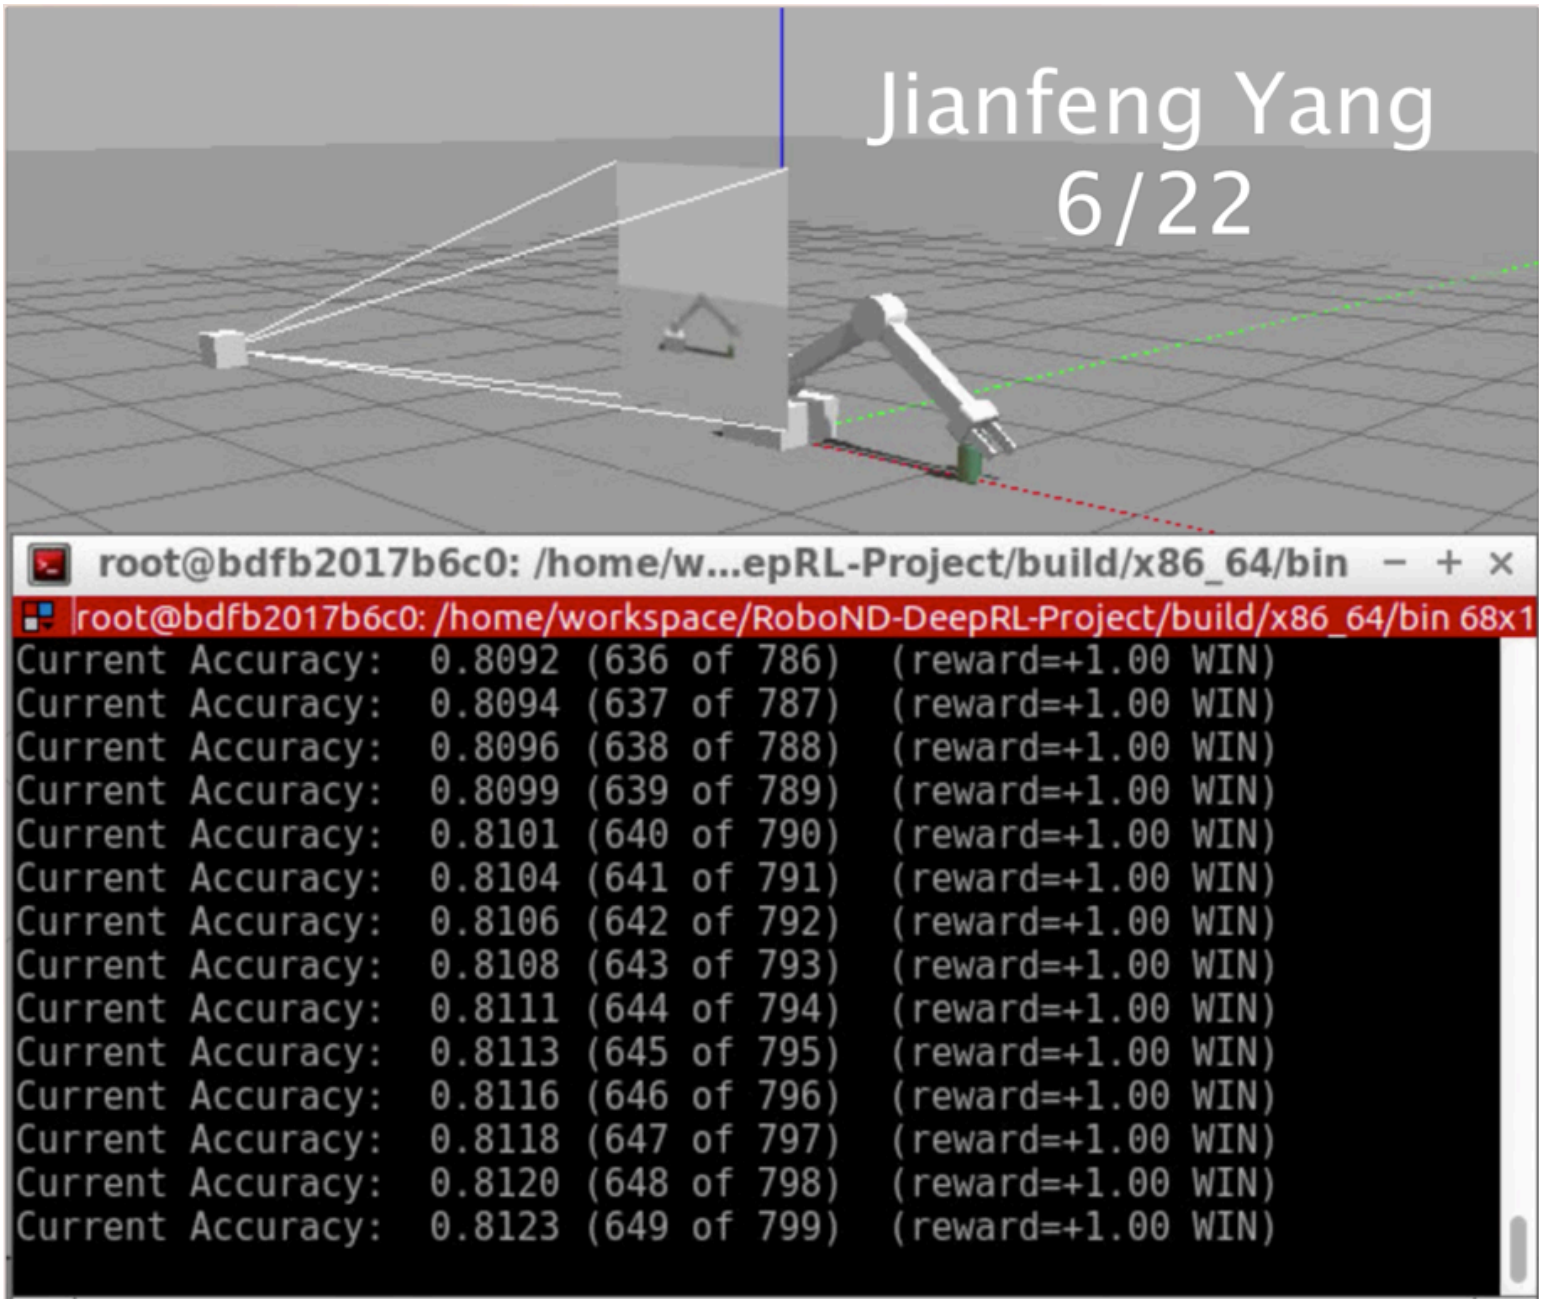 Jianfeng Yang
6/22
root@bdfb2017b6c0: /home/w...epRL-Project/build/x86_64/bin
root@bdfb2017b6c0: /home/workspace/RoboND-DeepRL-Project/build/x86_64/bin 68x1
Current Accuracy:  0.8092 (636 of 786)  (reward=+1.00 WIN)
Current Accuracy:  0.8094 (637 of 787)  (reward=+1.00 WIN)
Current Accuracy:  0.8096 (638 of 788)  (reward=+1.00 WIN)
Current Accuracy:  0.8099 (639 of 789)  (reward=+1.00 WIN)
Current Accuracy:  0.8101 (640 of 790)  (reward=+1.00 WIN)
Current Accuracy:  0.8104 (641 of 791)  (reward=+1.00 WIN)
Current Accuracy:  0.8106 (642 of 792)  (reward=+1.00 WIN)
Current Accuracy:  0.8108 (643 of 793)  (reward=+1.00 WIN)
Current Accuracy:  0.8111 (644 of 794)  (reward=+1.00 WIN)
Current Accuracy:  0.8113 (645 of 795)  (reward=+1.00 WIN)
Current Accuracy:  0.8116 (646 of 796)  (reward=+1.00 WIN)
Current Accuracy:  0.8118 (647 of 797)  (reward=+1.00 WIN)
Current Accuracy:  0.8120 (648 of 798)  (reward=+1.00 WIN)
Current Accuracy:  0.8123 (649 of 799)  (reward=+1.00 WIN)